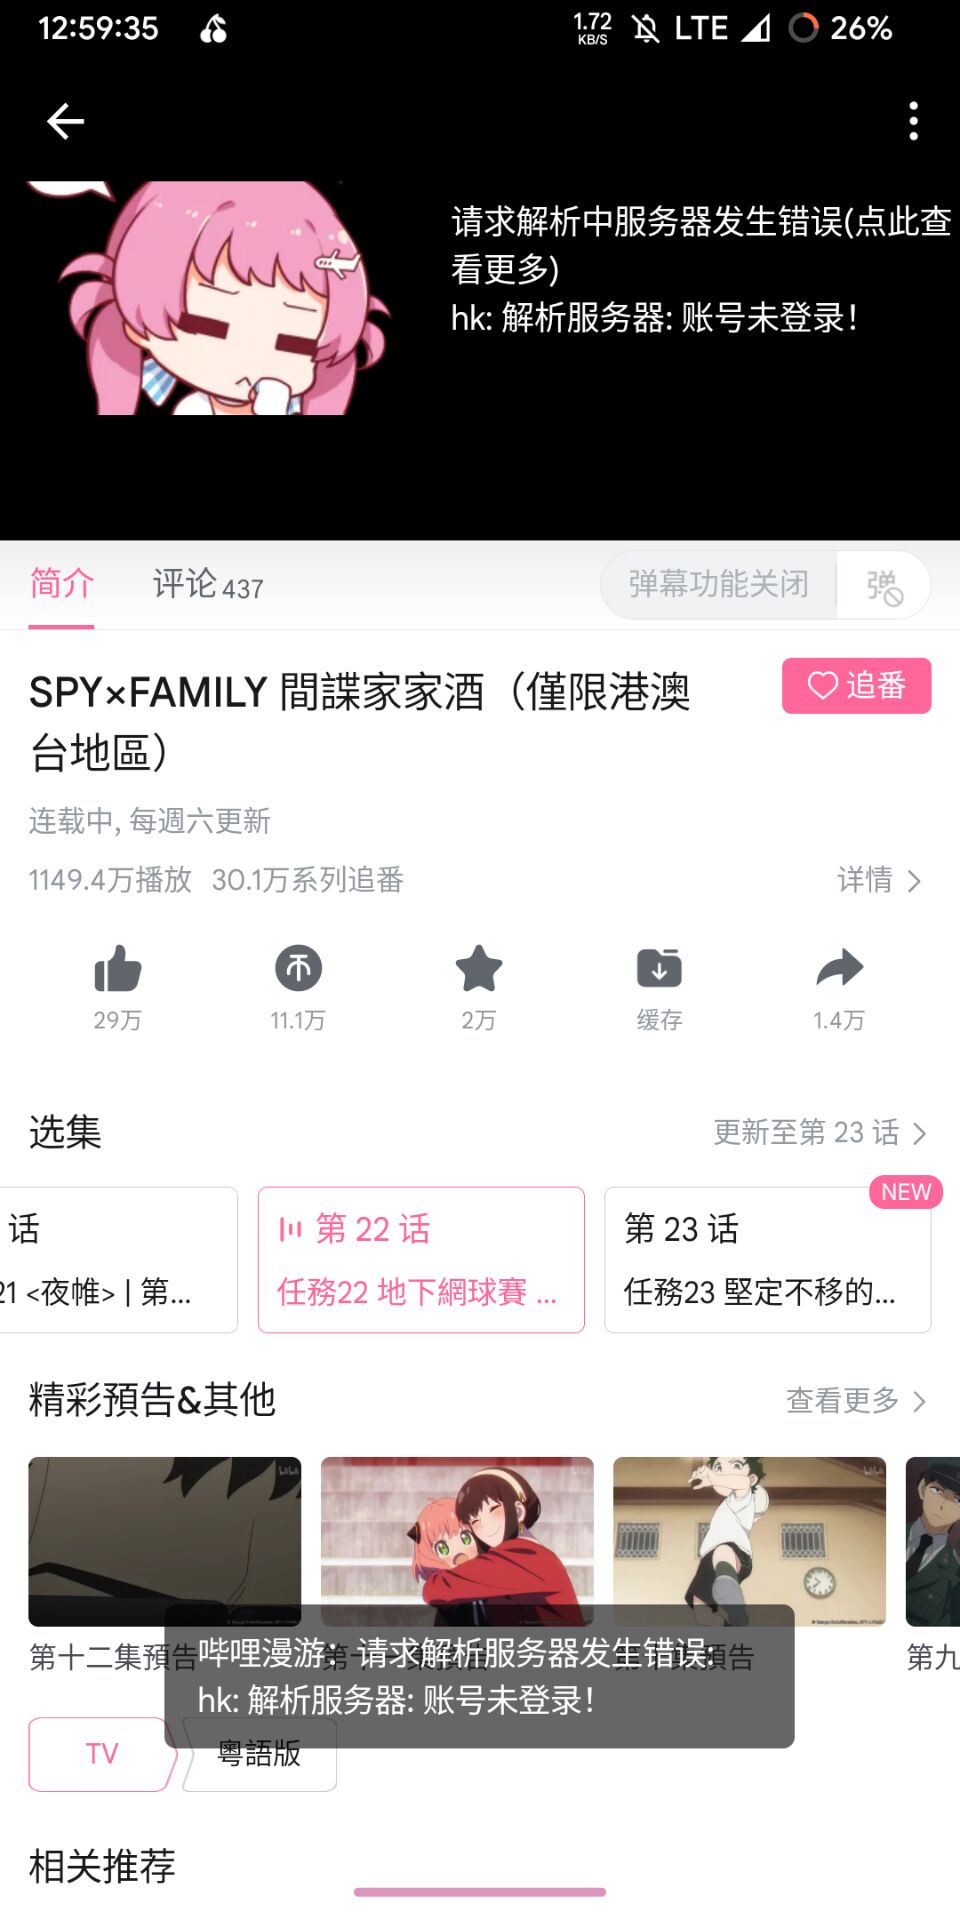 12:59:35
1.72
KB/S
LTE
26%
请求解析中服务器发生错误(点此查
看更多)
hk: 解析服务器: 账号未登录！
简介
评论 437
弹幕功能关闭
弹
SPY×FAMILY 間諜家家酒（僅限港澳
台地區）
追番
连载中, 每週六更新
1149.4万播放 30.1万系列追番
详情
29万
11.1万
2万
缓存
1.4万
选集
更新至第 23 话
话
21 <夜帷> | 第...
第 22 话
任務22 地下網球賽 ...
NEW
第 23 话
任務23 堅定不移的...
精彩預告&其他
查看更多
第十二集預告
預告
第九
哔哩漫游：请求解析服务器发生错误:
hk: 解析服务器: 账号未登录！
TV
粵語版
相关推荐